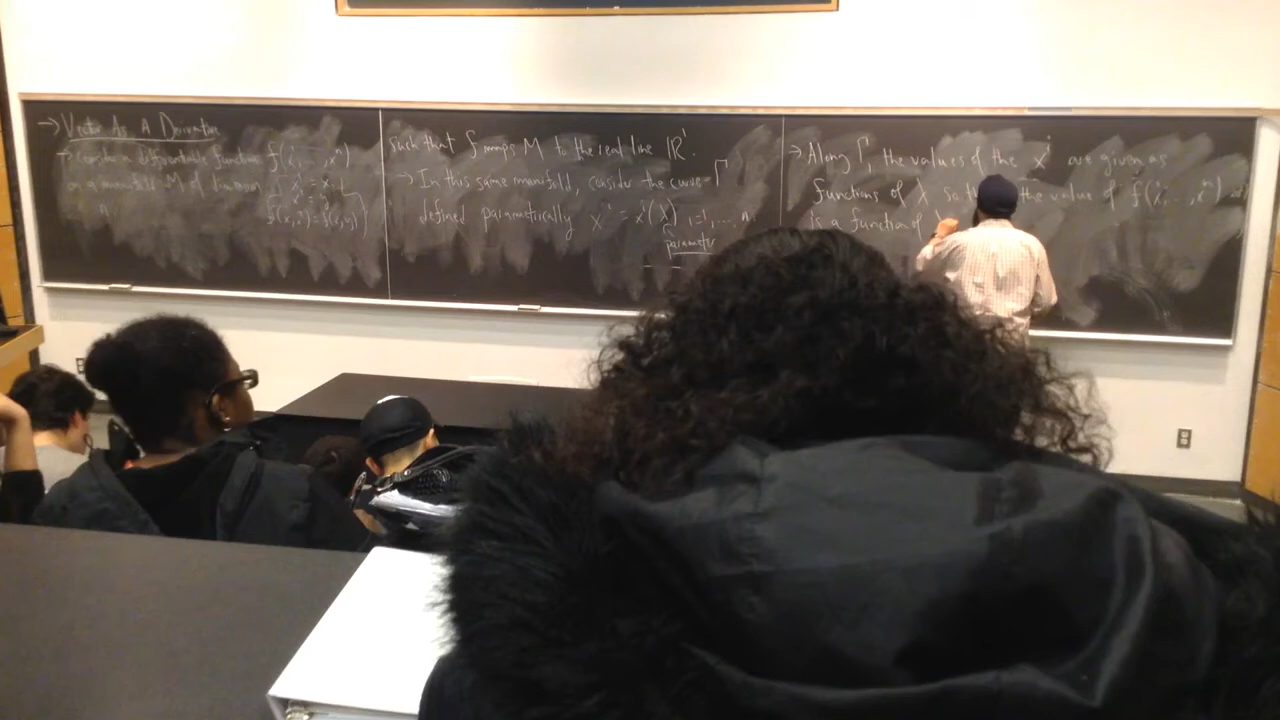 → Vector As A Derivative
→ Consider a differentiable function f(x¹, ..., xⁿ)
on a manifold M of dimension
n.
f(x, y)
such that f maps M to the real line ℝ¹.
→ In this same manifold, consider the curve Γ
defined parametrically xⁱ = xⁱ(λ) i=1, ... n
parameter
→ Along Γ, the values of the xⁱ are given as
functions of λ so the value of f(x¹, ..., xⁿ)
is a function of